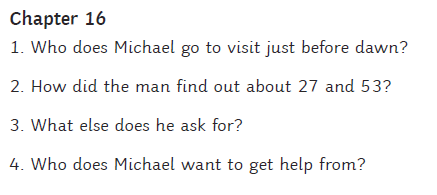 Chapter 16
1. Who does Michael go to visit just before dawn?
2. How did the man find out about 27 and 53?
3. What else does he ask for?
4. Who does Michael want to get help from?